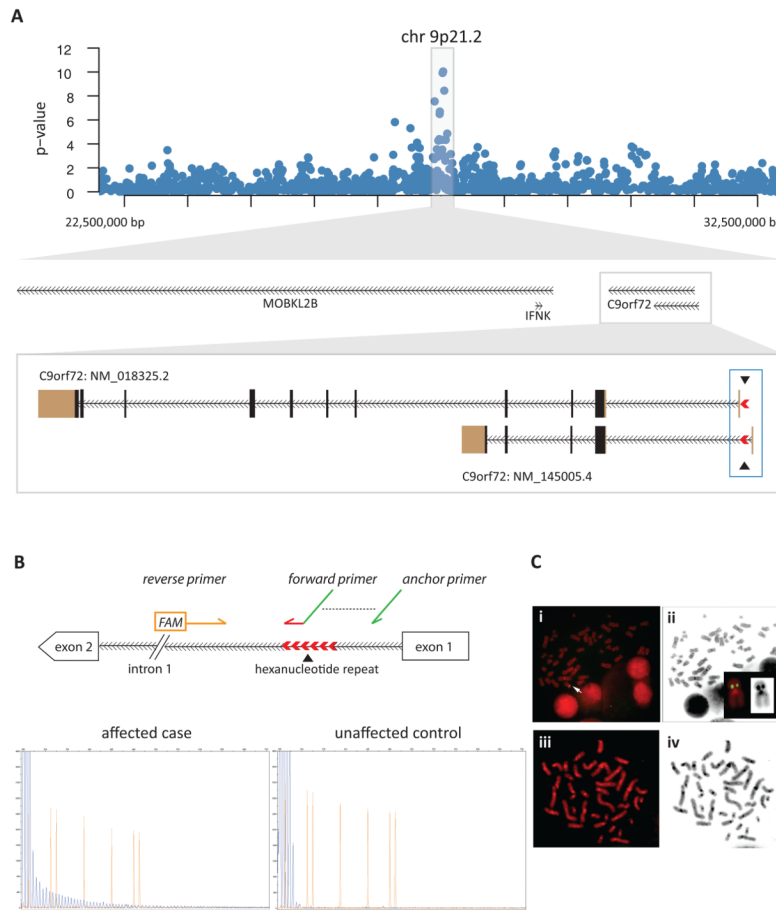 A
chr 9p21.2
12
10
8
6
4
2
0
p-value
22,500,000 bp
32,500,000 b
MOBKL2B
IFNK
C9orf72
C9orf72: NM_018325.2
C9orf72: NM_145005.4
B
reverse primer
forward primer
anchor primer
FAM
exon 2
exon 1
intron 1
hexanucleotide repeat
affected case
unaffected control
C
i
ii
iii
iv